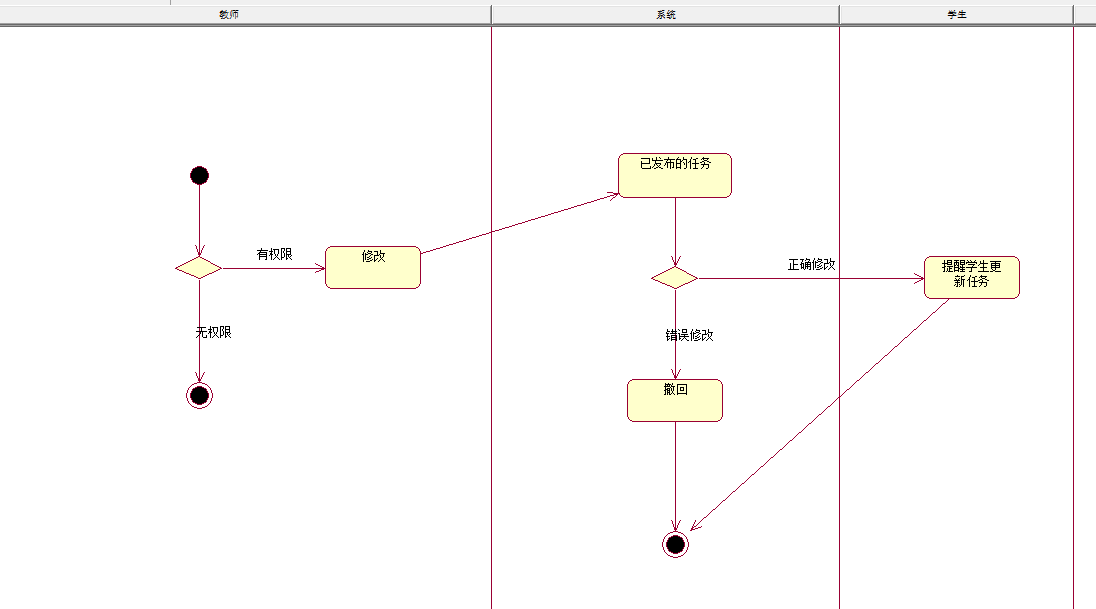 教师
系统
学生
已发布的任务
有权限
修改
正确修改
提醒学生更
新任务
无权限
错误修改
撤回